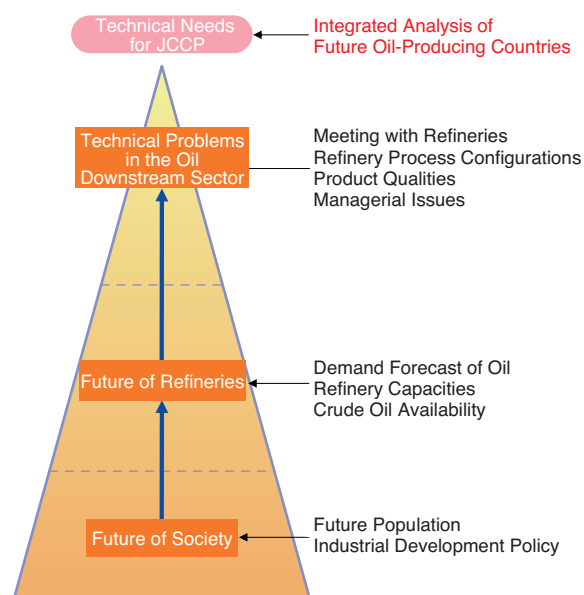 Technical Needs
for JCCP
Integrated Analysis of
Future Oil-Producing Countries
Technical Problems
in the Oil
Downstream Sector
Meeting with Refineries
Refinery Process Configurations
Product Qualities
Managerial Issues
Future of Refineries
Demand Forecast of Oil
Refinery Capacities
Crude Oil Availability
Future of Society
Future Population
Industrial Development Policy